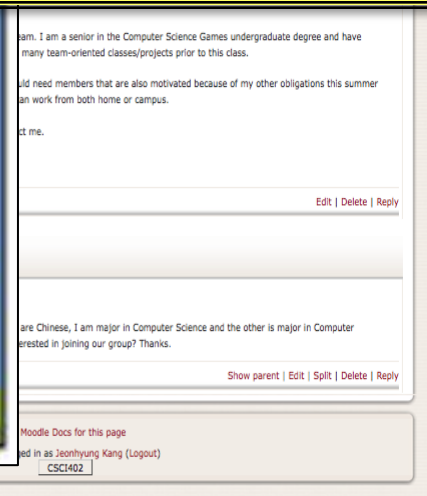 eam. I am a senior in the Computer Science Games undergraduate degree and have
many team-oriented classes/projects prior to this class.
uld need members that are also motivated because of my other obligations this summer
an work from both home or campus.
ct me.
Edit | Delete | Reply
are Chinese, I am major in Computer Science and the other is major in Computer
erested in joining our group? Thanks.
Show parent | Edit | Split | Delete | Reply
Moodle Docs for this page
ged in as Jeonhyung Kang (Logout)
CSCI402